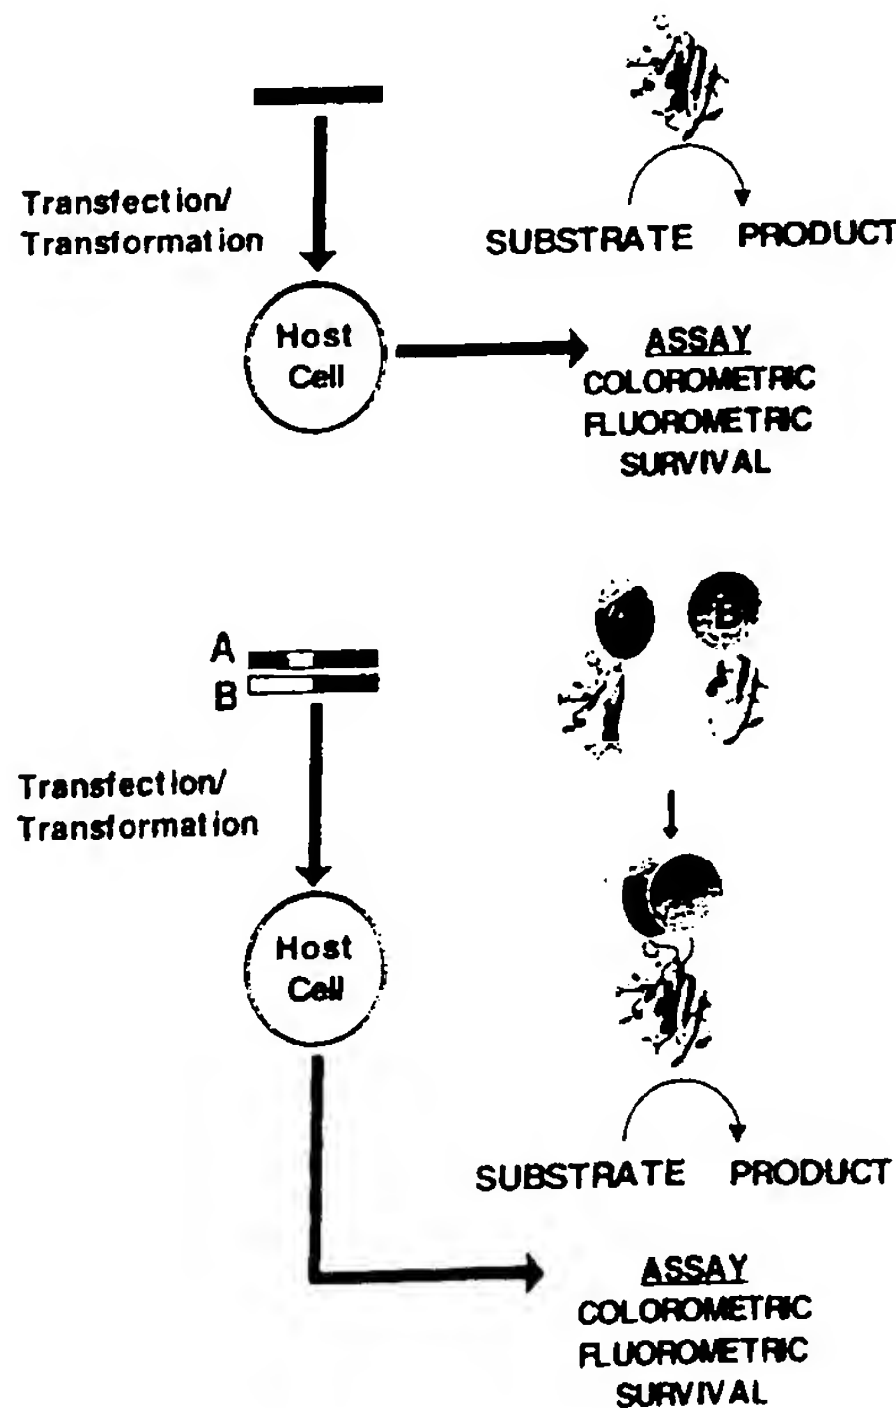 Transfection/
Transformation
SUBSTRATE PRODUCT
Host
Cell
ASSAY
COLOROMETRIC
FLUOROMETRIC
SURVIVAL
A
B
B
Transfection/
Transformation
Host
Cell
SUBSTRATE PRODUCT
ASSAY
COLOROMETRIC
FLUOROMETRIC
SURVIVAL